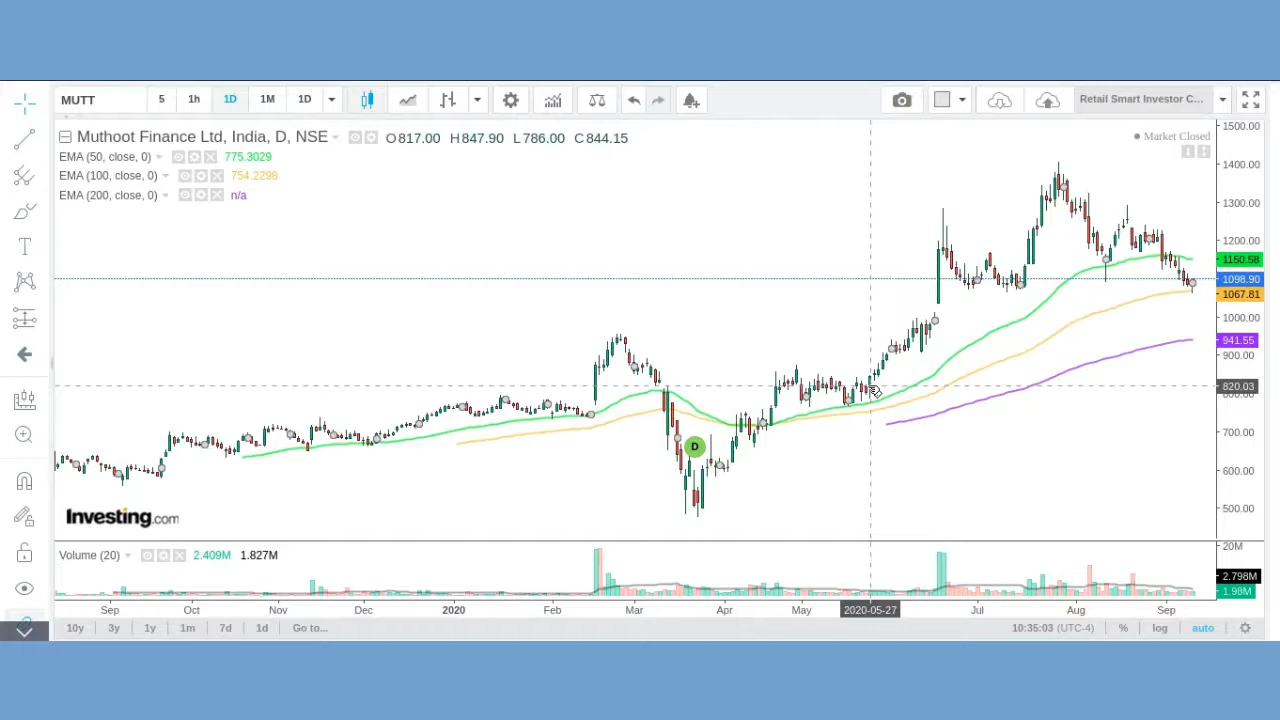 MUTT 5 1h 1D 1M 1D Retail Smart Investor C...
Muthoot Finance Ltd, India, D, NSE O817.00 H847.90 L786.00 C844.15
Market Closed
EMA (50, close, 0) 775.3029
EMA (100, close, 0) 754.2298
EMA (200, close, 0) n/a
T
D
1500.00
1400.00
1300.00
1200.00
1150.58
1098.90
1067.81
1000.00
941.55
900.00
820.03
800.00
700.00
600.00
500.00
Investing.com
Volume (20) 2.409M 1.827M
20M
2.798M
1.98M
Sep Oct Nov Dec 2020 Feb Mar Apr May 2020-05-27 Jul Aug Sep
10y 3y 1y 1m 7d 1d Go to... 10:35:03 (UTC-4) % log auto